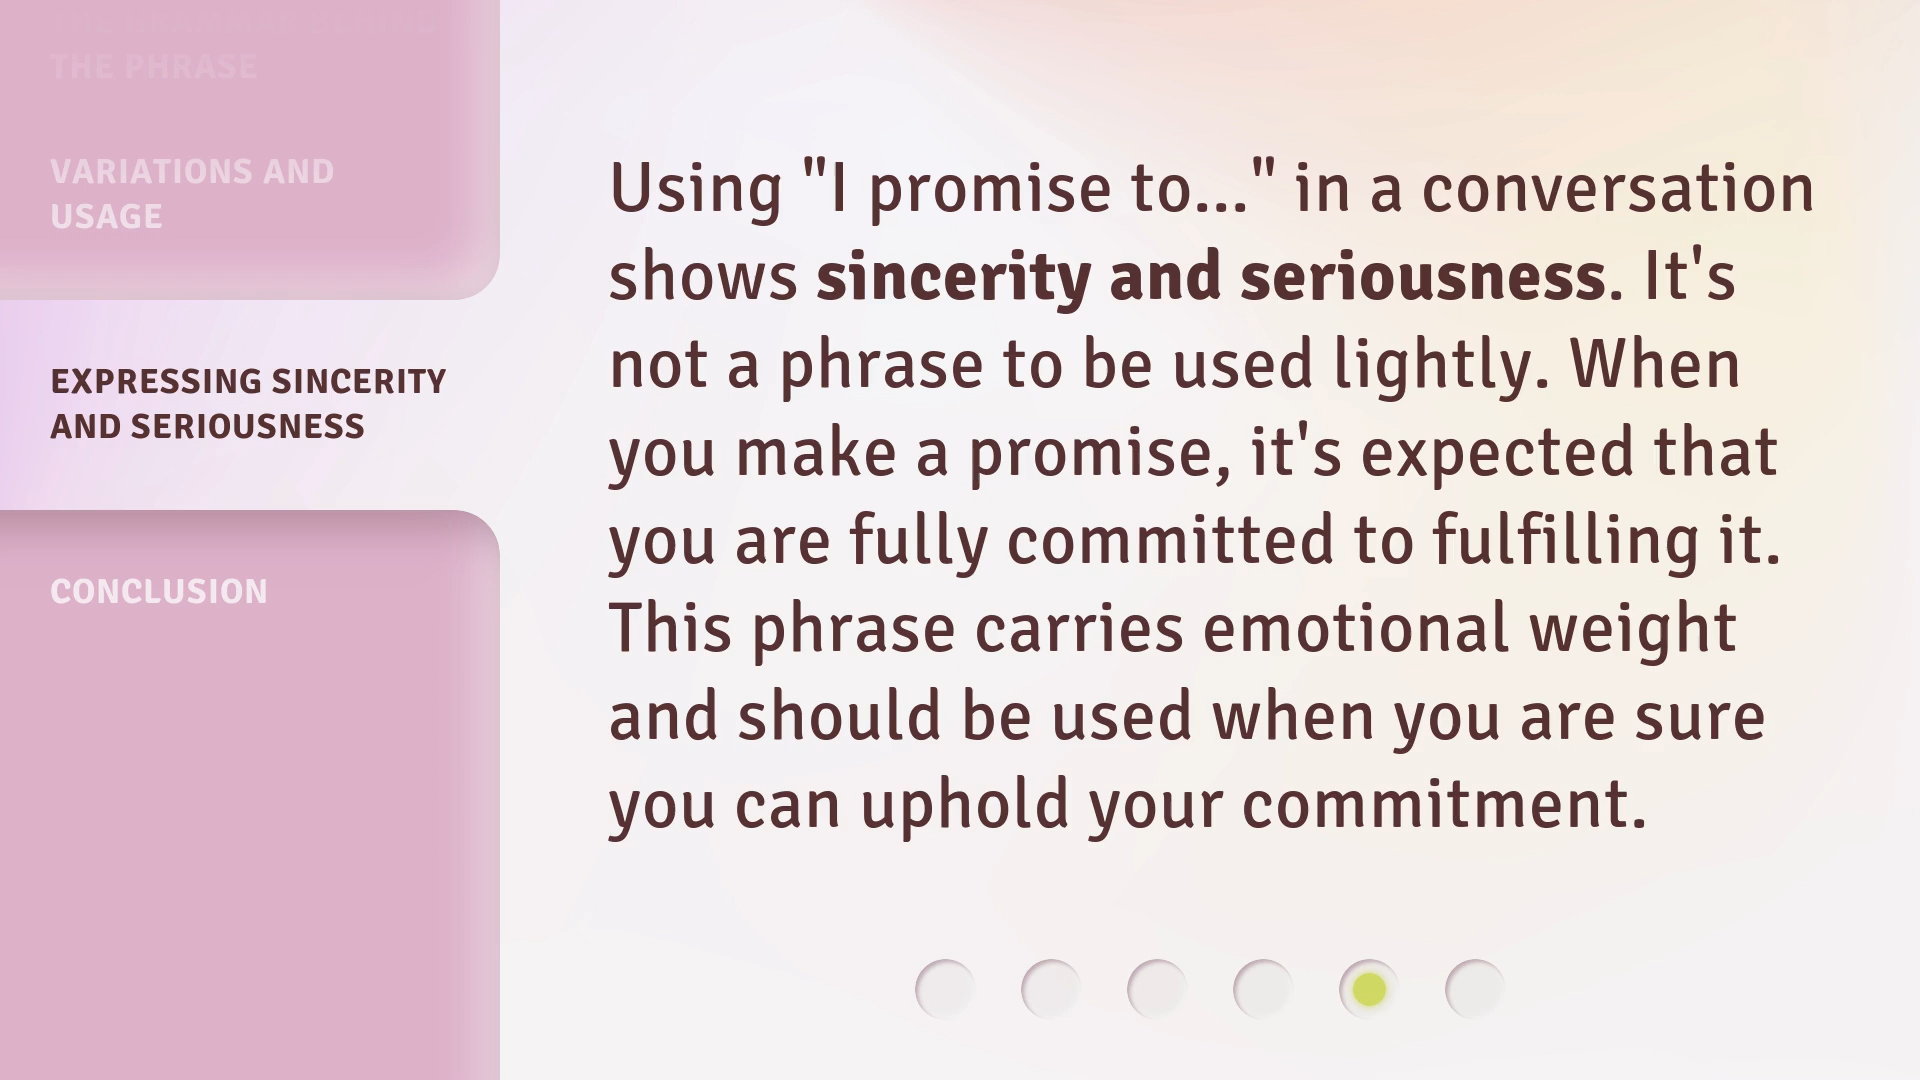 THE GRAMMAR BEHIND
THE PHRASE
VARIATIONS AND
USAGE
EXPRESSING SINCERITY
AND SERIOUSNESS
CONCLUSION
Using "I promise to..." in a conversation
shows sincerity and seriousness. It's
not a phrase to be used lightly. When
you make a promise, it's expected that
you are fully committed to fulfilling it.
This phrase carries emotional weight
and should be used when you are sure
you can uphold your commitment.